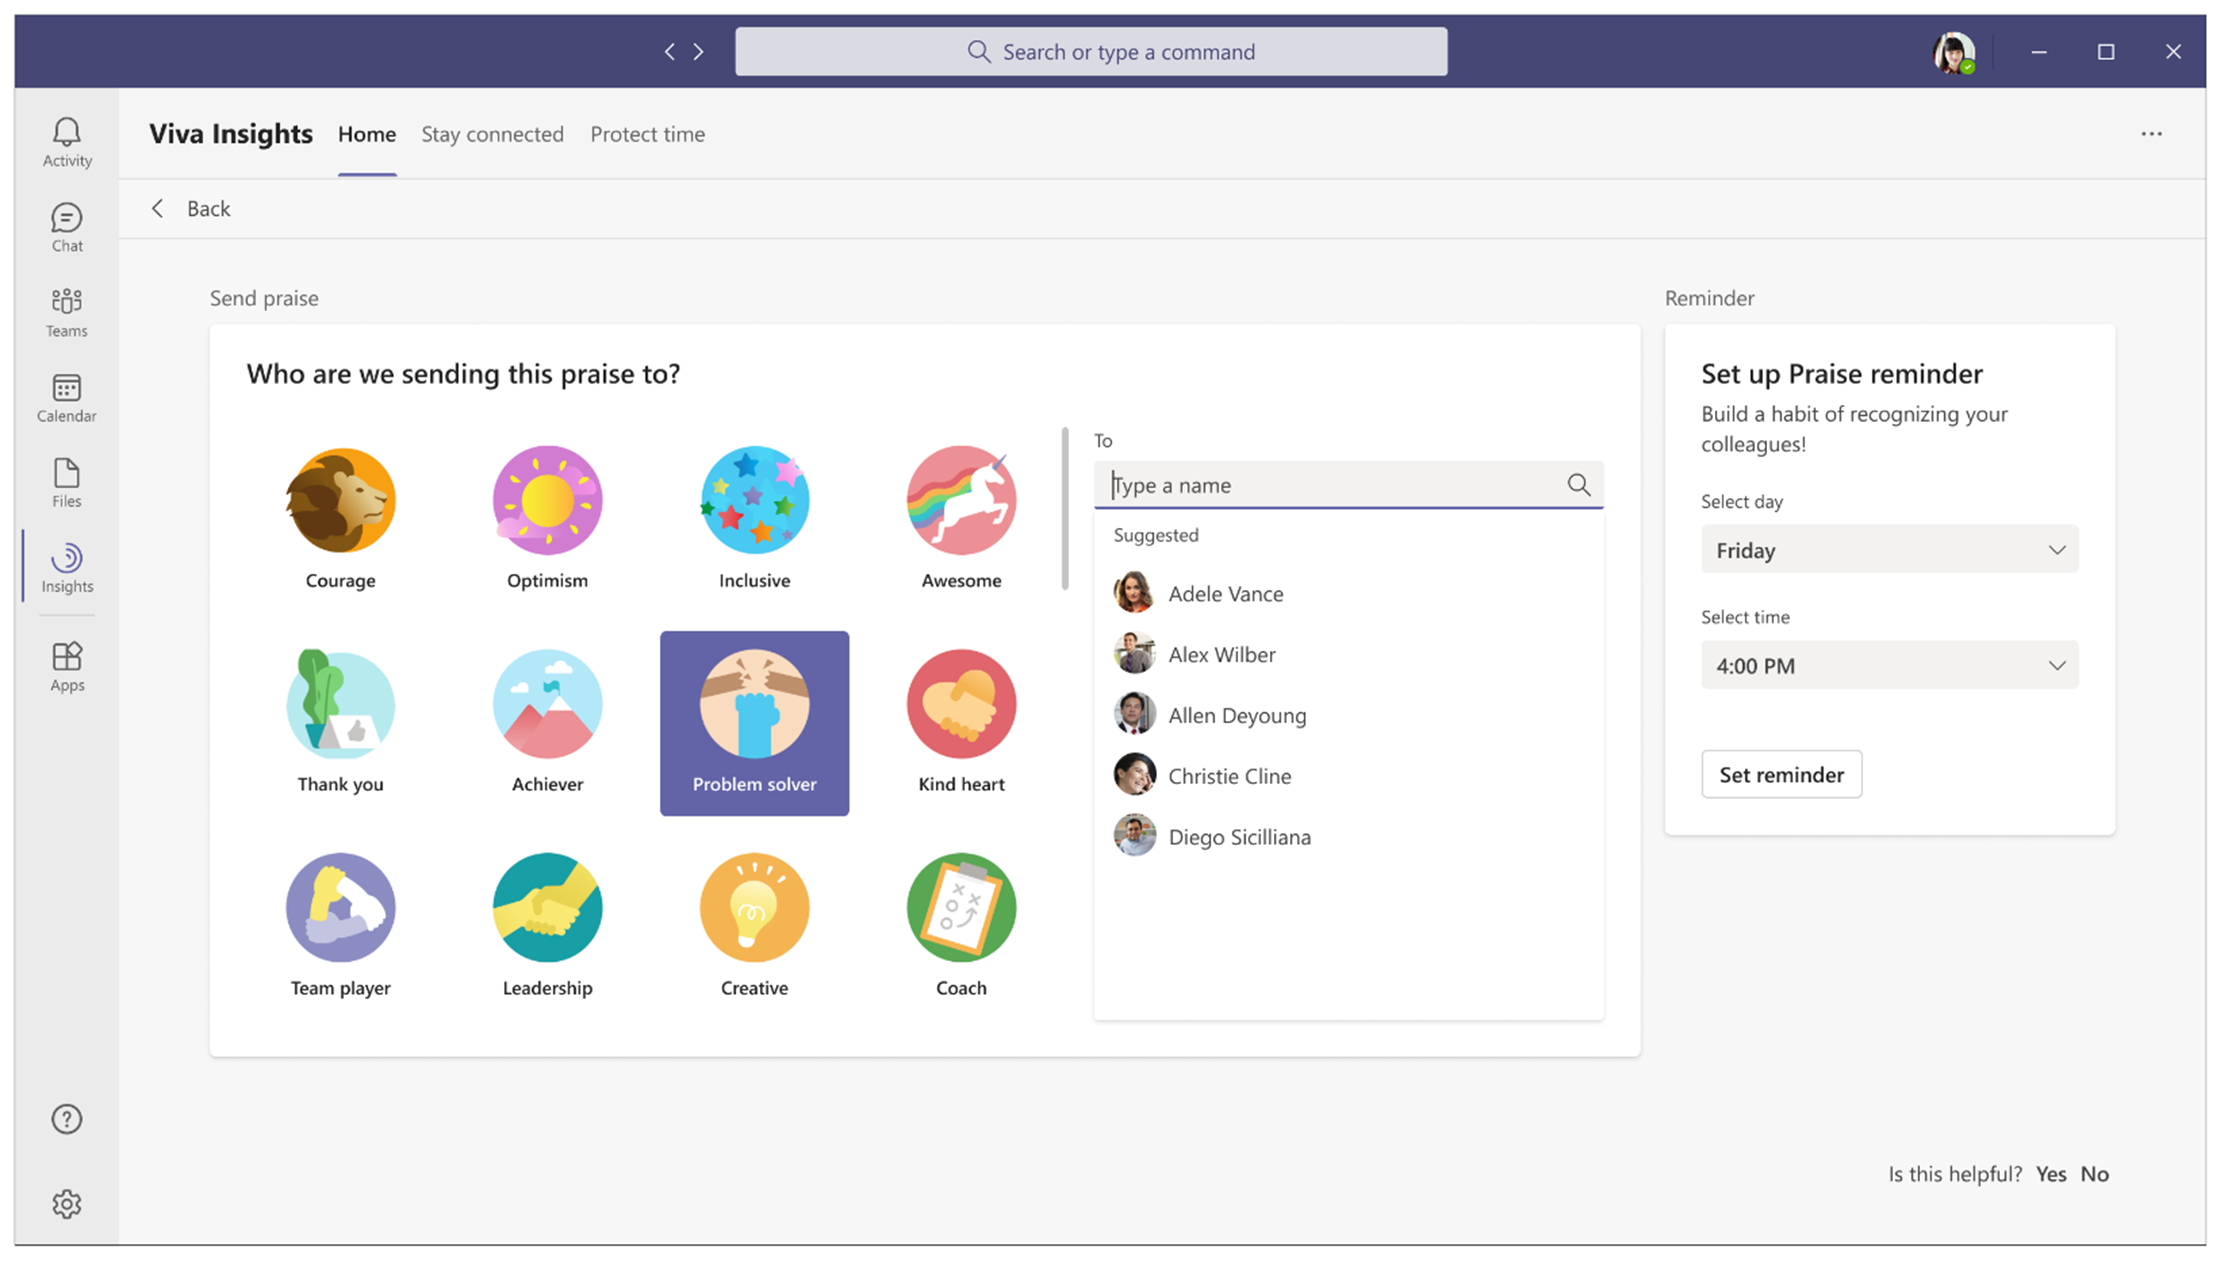 Search or type a command
Activity
Chat
Teams
Calendar
Files
Insights
Apps
Viva Insights Home Stay connected Protect time
Back
Send praise
Who are we sending this praise to?
Courage Optimism Inclusive Awesome
Thank you Achiever Problem solver Kind heart
Team player Leadership Creative Coach
To
Type a name
Suggested
Adele Vance
Alex Wilber
Allen Deyoung
Christie Cline
Diego Sicilliana
Reminder
Set up Praise reminder
Build a habit of recognizing your
colleagues!
Select day
Friday
Select time
4:00 PM
Set reminder
Is this helpful? Yes No